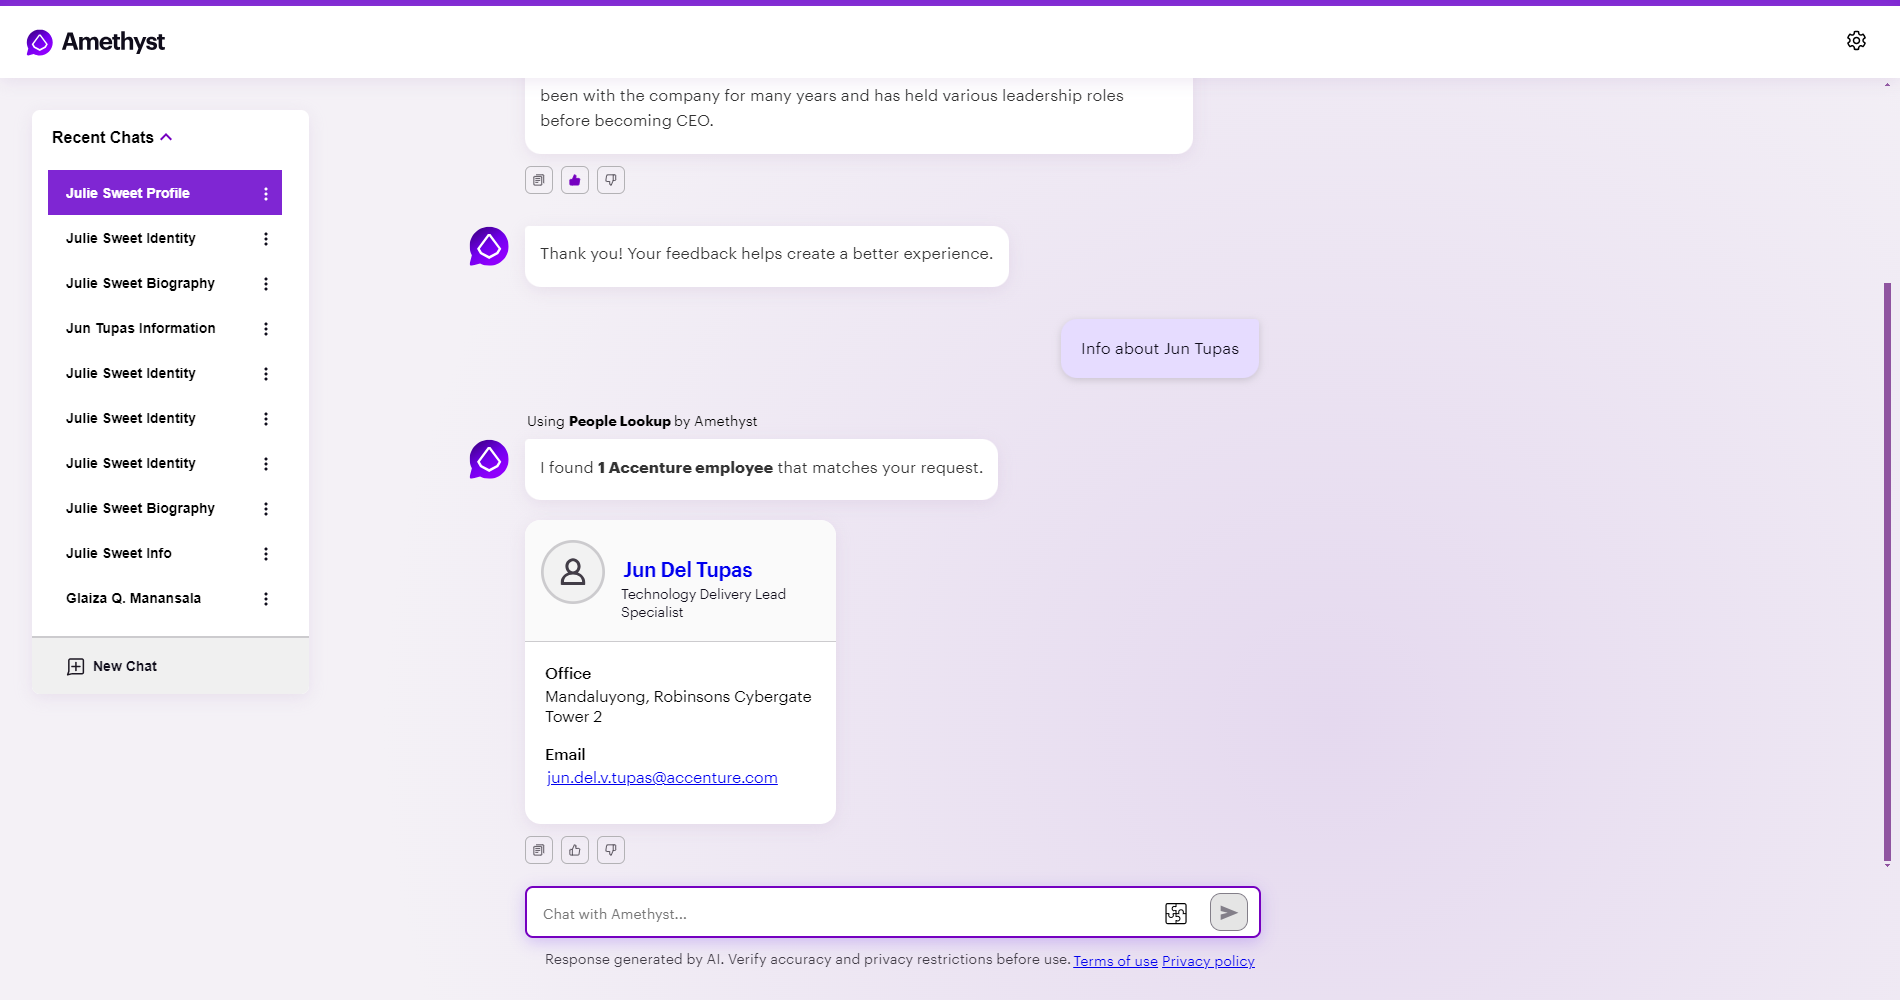 Amethyst
Recent Chats
Julie Sweet Profile
Julie Sweet Identity
Julie Sweet Biography
Jun Tupas Information
Julie Sweet Identity
Julie Sweet Identity
Julie Sweet Identity
Julie Sweet Biography
Julie Sweet Info
Glaiza Q. Manansala
New Chat
been with the company for many years and has held various leadership roles
before becoming CEO.
Thank you! Your feedback helps create a better experience.
Info about Jun Tupas
Using People Lookup by Amethyst
I found 1 Accenture employee that matches your request.
Jun Del Tupas
Technology Delivery Lead
Specialist
Office
Mandaluyong, Robinsons Cybergate
Tower 2
Email
jun.del.v.tupas@accenture.com
Chat with Amethyst...
Response generated by AI. Verify accuracy and privacy restrictions before use. Terms of use Privacy policy